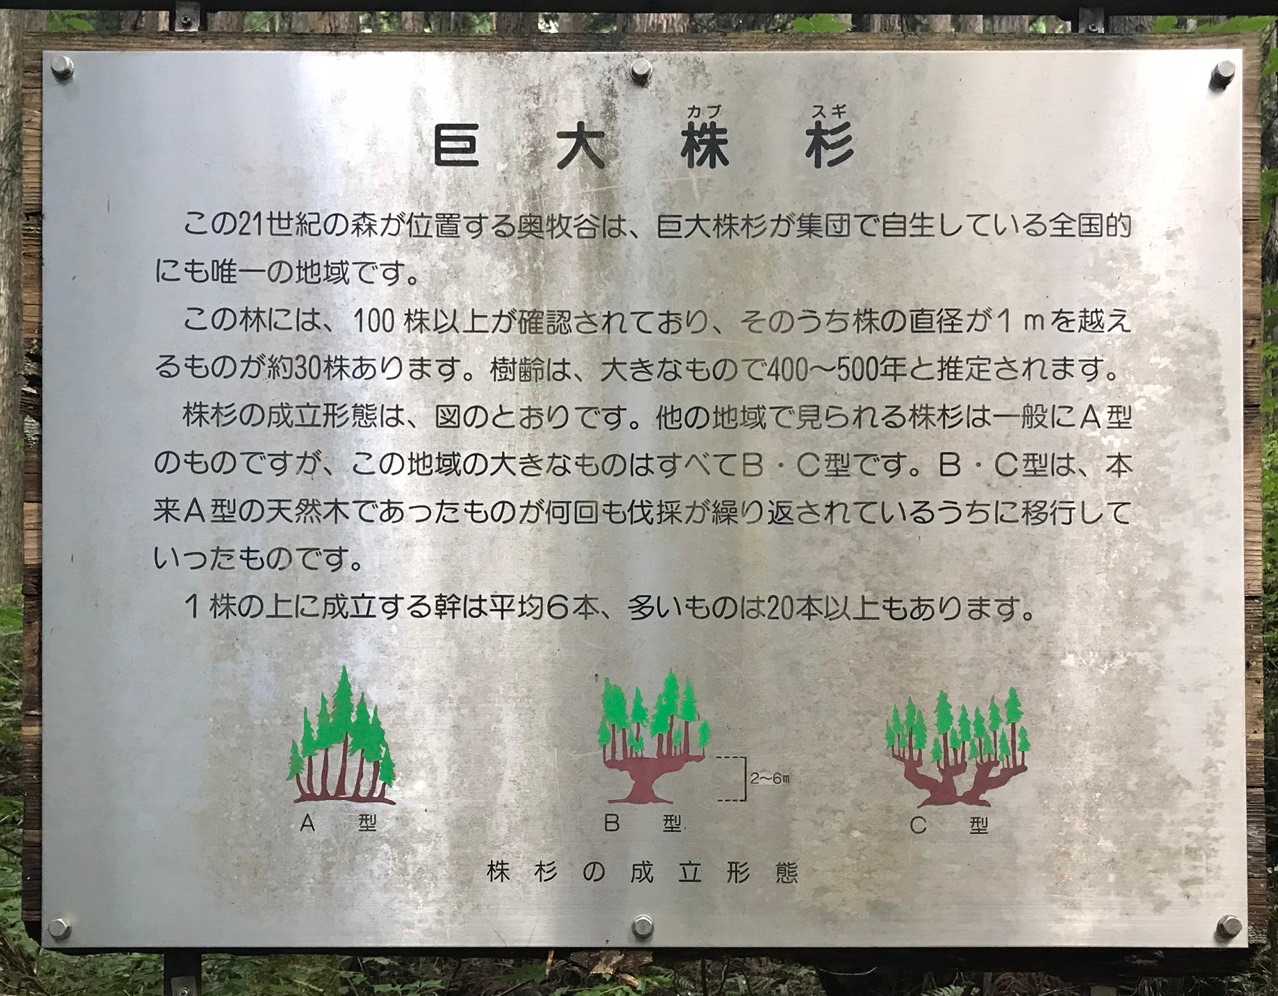 カブ スギ
巨大株杉
この21世紀の森が位置する奥牧谷は、巨大株杉が集団で自生している全国的
にも唯一の地域です。
この林には、100株以上が確認されており、そのうち株の直径が1mを越え
るものが約30株あります。樹齢は、大きなもので400〜500年と推定されます。
株杉の成立形態は、図のとおりです。他の地域で見られる株杉は一般にA型
のものですが、この地域の大きなものはすべてB・C型です。B・C型は、本
来A型の天然木であったものが何回も伐採が繰り返されているうちに移行して
いったものです。
1株の上に成立する幹は平均6本、多いものは20本以上もあります。
2〜6m
A型
B型
C型
株杉の成立形態